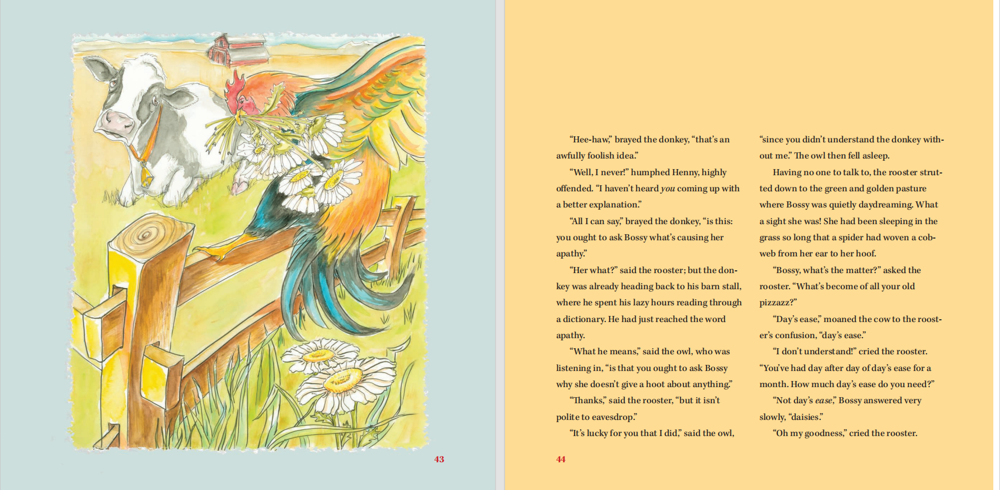 43
“Hee-haw,” brayed the donkey, “that’s an
awfully foolish idea.”
“Well, I never!” humphed Henny, highly
offended. “I haven’t heard you coming up with
a better explanation.”
“All I can say,” brayed the donkey, “is this:
you ought to ask Bossy what’s causing her
apathy.”
“Her what?” said the rooster; but the don-
key was already heading back to his barn stall,
where he spent his lazy hours reading through
a dictionary. He had just reached the word
apathy.
“What he means,” said the owl, who was
listening in, “is that you ought to ask Bossy
why she doesn’t give a hoot about anything.”
“Thanks,” said the rooster, “but it isn’t
polite to eavesdrop.”
“It’s lucky for you that I did,” said the owl,
“since you didn’t understand the donkey with-
out me.” The owl then fell asleep.
Having no one to talk to, the rooster strut-
ted down to the green and golden pasture
where Bossy was quietly daydreaming. What
a sight she was! She had been sleeping in the
grass so long that a spider had woven a cob-
web from her ear to her hoof.
“Bossy, what’s the matter?” asked the
rooster. “What’s become of all your old
pizzazz?”
“Day’s ease,” moaned the cow to the roost-
er’s confusion, “day’s ease.”
“I don’t understand!” cried the rooster.
“You’ve had day after day of day’s ease for a
month. How much day’s ease do you need?”
“Not day’s ease,” Bossy answered very
slowly, “daisies.”
“Oh my goodness,” cried the rooster.
44